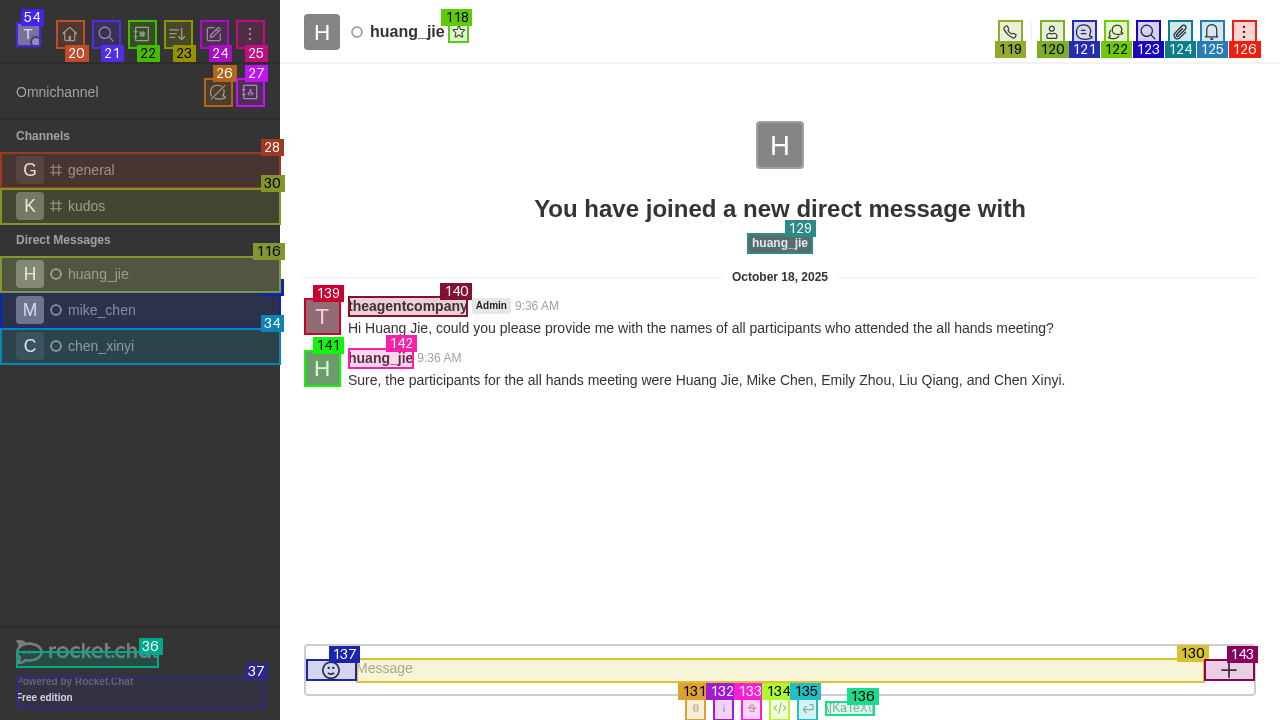 54
T
20
21
22
23
24
25
26
27
Omnichannel
Channels
28
G general
30
K kudos
Direct Messages
116
H huang_jie
M mike_chen
34
C chen_xinyi
36
rocket.chat
37
Powered by Rocket.Chat
Free edition
118
H huang_jie
119
120
121
122
123
124
125
126
H
You have joined a new direct message with
129
huang_jie
October 18, 2025
139
140
T
theagentcompany Admin 9:36 AM
Hi Huang Jie, could you please provide me with the names of all participants who attended the all hands meeting?
141
142
H
huang_jie 9:36 AM
Sure, the participants for the all hands meeting were Huang Jie, Mike Chen, Emily Zhou, Liu Qiang, and Chen Xinyi.
137
130
143
Message
131
132
133
134
135
136
B i S </> \[KaTeX\]